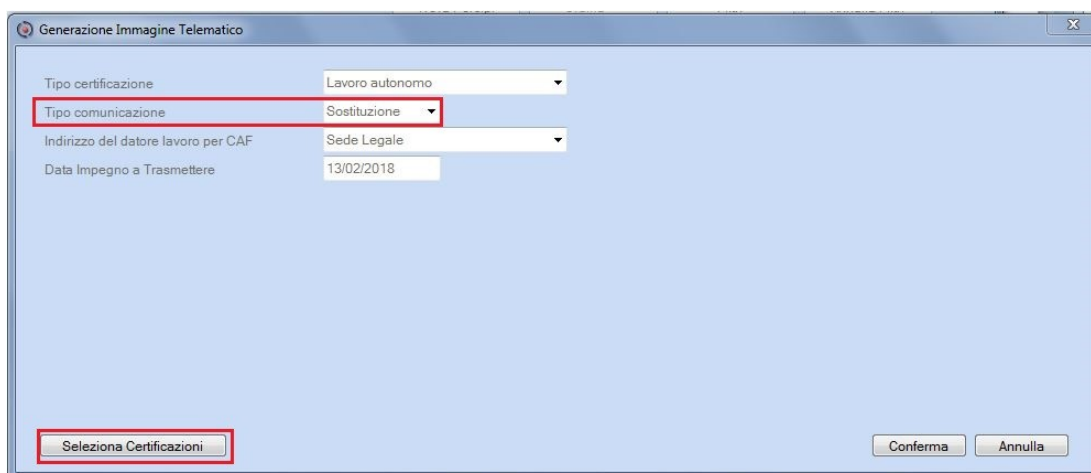 Generazione Immagine Telematico
Tipo certificazione Lavoro autonomo
Tipo comunicazione Sostituzione
Indirizzo del datore lavoro per CAF Sede Legale
Data Impegno a Trasmettere 13/02/2018
Seleziona Certificazioni Conferma Annulla